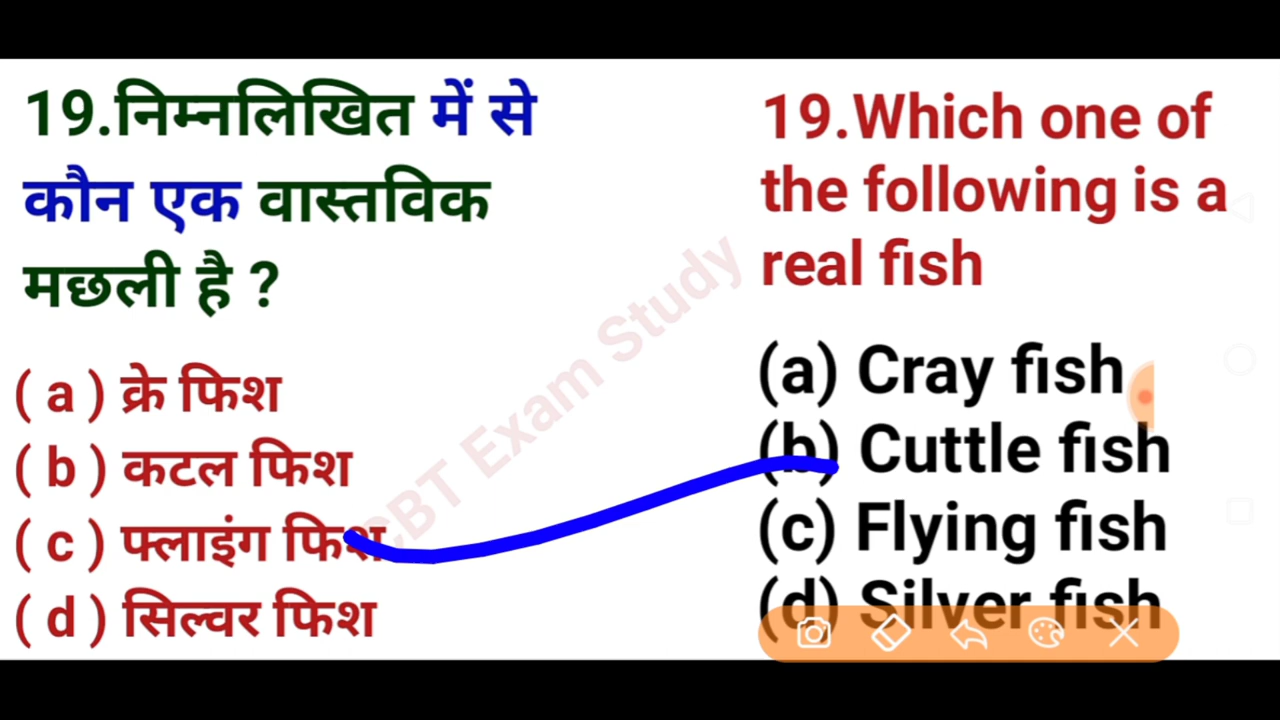 19.निम्नलिखित में से
कौन एक वास्तविक
मछली है ?
( a ) क्रे फिश
( b ) कटल फिश
( c ) फ्लाइंग फिश
( d ) सिल्वर फिश
19.Which one of
the following is a
real fish
(a) Cray fish
(b) Cuttle fish
(c) Flying fish
(d) Silver fish
CBT Exam Study